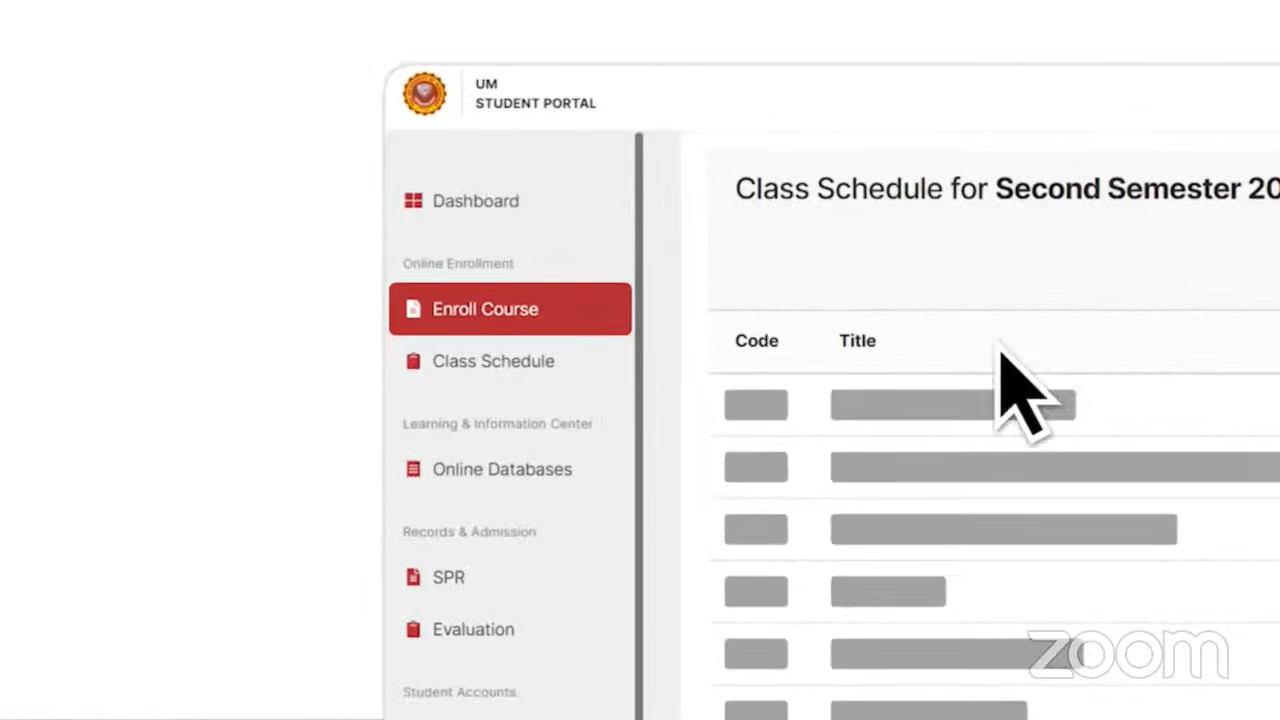 UM
STUDENT PORTAL
Dashboard
Online Enrollment
Enroll Course
Class Schedule
Learning & Information Center
Online Databases
Records & Admission
SPR
Evaluation
Student Accounts
Class Schedule for Second Semester 20
Code Title
zoom